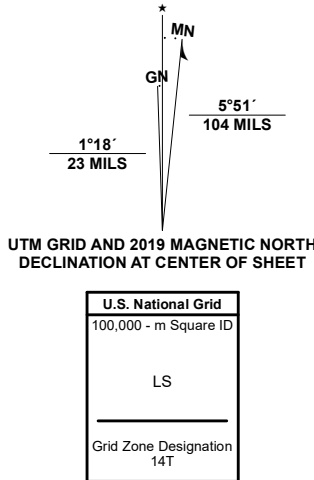 ★
MN
GN
5°51´
104 MILS
1°18´
23 MILS
UTM GRID AND 2019 MAGNETIC NORTH
DECLINATION AT CENTER OF SHEET
U.S. National Grid
100,000 - m Square ID
LS
Grid Zone Designation
14T